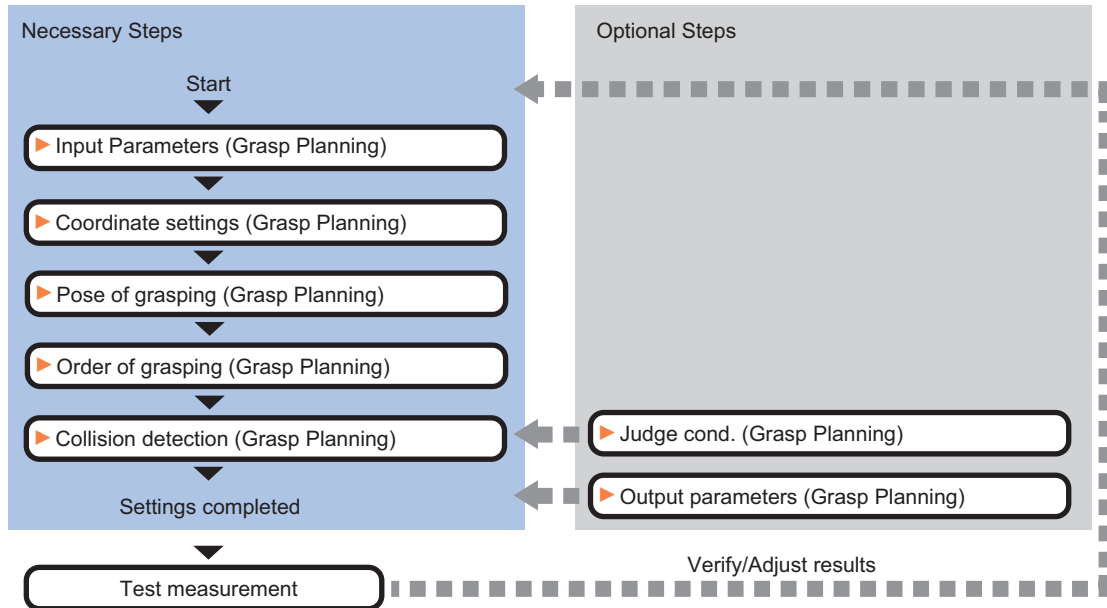 Necessary Steps
Start
Input Parameters (Grasp Planning)
Coordinate settings (Grasp Planning)
Pose of grasping (Grasp Planning)
Order of grasping (Grasp Planning)
Collision detection (Grasp Planning)
Settings completed
Test measurement
Optional Steps
Judge cond. (Grasp Planning)
Output parameters (Grasp Planning)
Verify/Adjust results